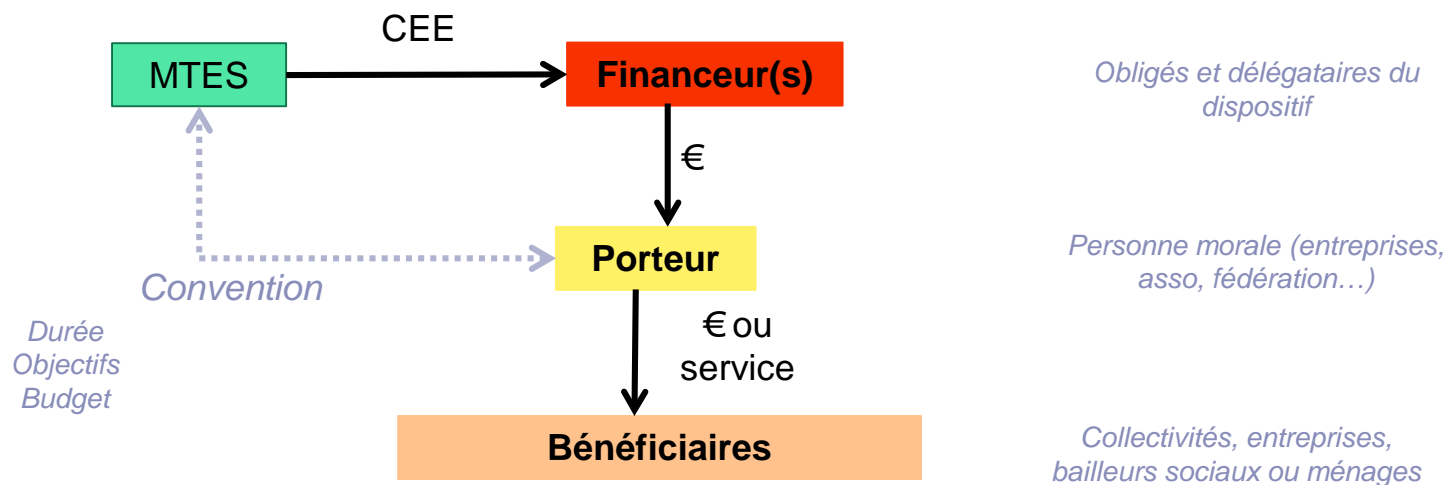 CEE
MTES
Financeur(s)
Obligés et délégataires du
dispositif
€
Porteur
Personne morale (entreprises,
asso, fédération…)
Convention
Durée
Objectifs
Budget
€ ou
service
Bénéficiaires
Collectivités, entreprises,
bailleurs sociaux ou ménages